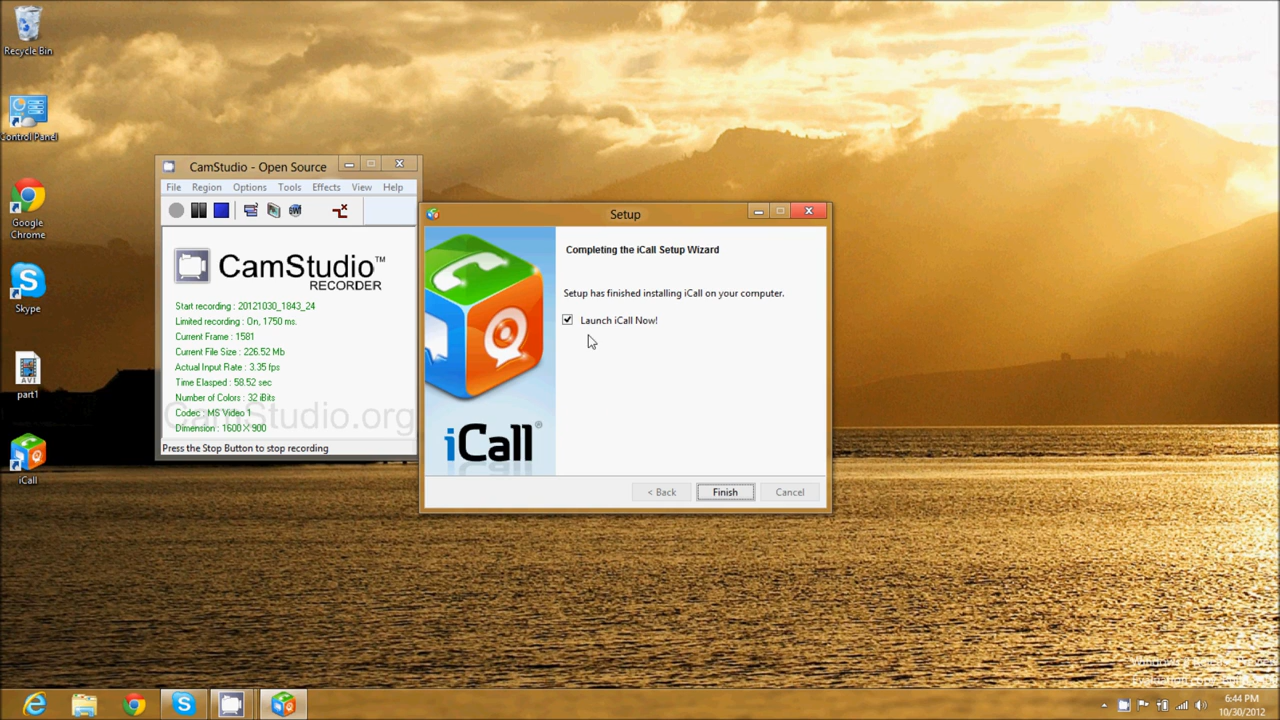 Recycle Bin
Control Panel
Google
Chrome
Skype
AVI
part1
iCall
CamStudio - Open Source
File Region Options Tools Effects View Help
CamStudio™
RECORDER
Start recording : 20121030_1843_24
Limited recording : On, 1750 ms.
Current Frame : 1581
Current File Size : 226.52 Mb
Actual Input Rate : 3.35 fps
Time Elasped : 58.52 sec
Number of Colors : 32 iBits
Codec : MS Video 1
CamStudio.org
Dimension : 1600 X 900
Press the Stop Button to stop recording
Setup
Completing the iCall Setup Wizard
Setup has finished installing iCall on your computer.
Launch iCall Now!
iCall®
< Back Finish Cancel
6:44 PM
10/30/2012